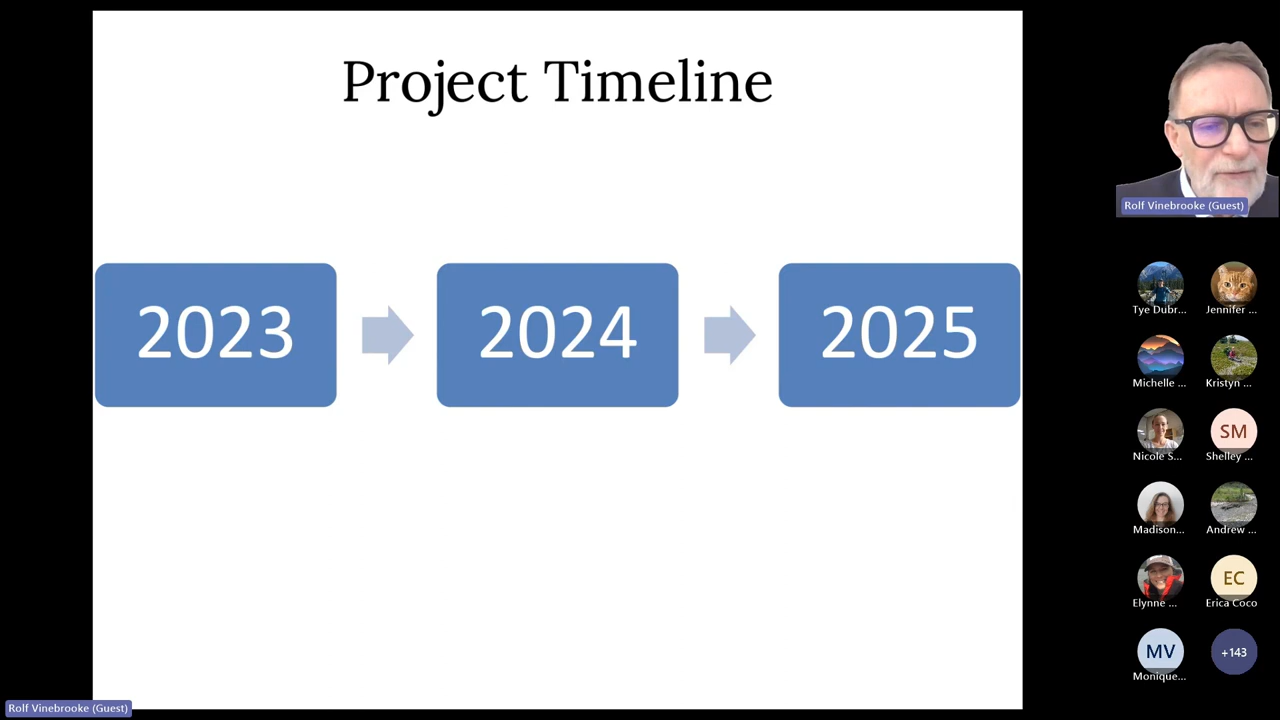 Project Timeline
2023
2024
2025
Rolf Vinebrooke (Guest)
Tye Dubr...
Jennifer ...
Michelle ...
Kristyn ...
Nicole S...
SM
Shelley ...
Madison...
Andrew ...
Elynne ...
EC
Erica Coco
MV
Monique...
+143
Rolf Vinebrooke (Guest)